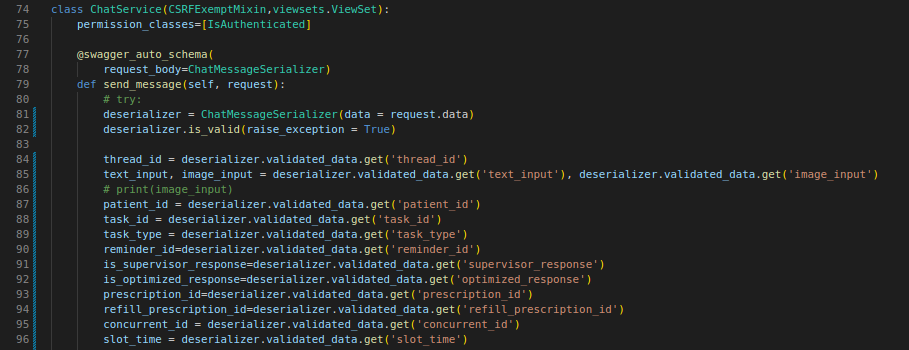 74 class ChatService(CSRFExemptMixin,viewsets.ViewSet):
75     permission_classes=[IsAuthenticated]
76
77     @swagger_auto_schema(
78         request_body=ChatMessageSerializer)
79     def send_message(self, request):
80         # try:
81         deserializer = ChatMessageSerializer(data = request.data)
82         deserializer.is_valid(raise_exception = True)
83
84         thread_id = deserializer.validated_data.get('thread_id')
85         text_input, image_input = deserializer.validated_data.get('text_input'), deserializer.validated_data.get('image_input')
86         # print(image_input)
87         patient_id = deserializer.validated_data.get('patient_id')
88         task_id = deserializer.validated_data.get('task_id')
89         task_type = deserializer.validated_data.get('task_type')
90         reminder_id=deserializer.validated_data.get('reminder_id')
91         is_supervisor_response=deserializer.validated_data.get('supervisor_response')
92         is_optimized_response=deserializer.validated_data.get('optimized_response')
93         prescription_id=deserializer.validated_data.get('prescription_id')
94         refill_prescription_id=deserializer.validated_data.get('refill_prescription_id')
95         concurrent_id = deserializer.validated_data.get('concurrent_id')
96         slot_time = deserializer.validated_data.get('slot_time')